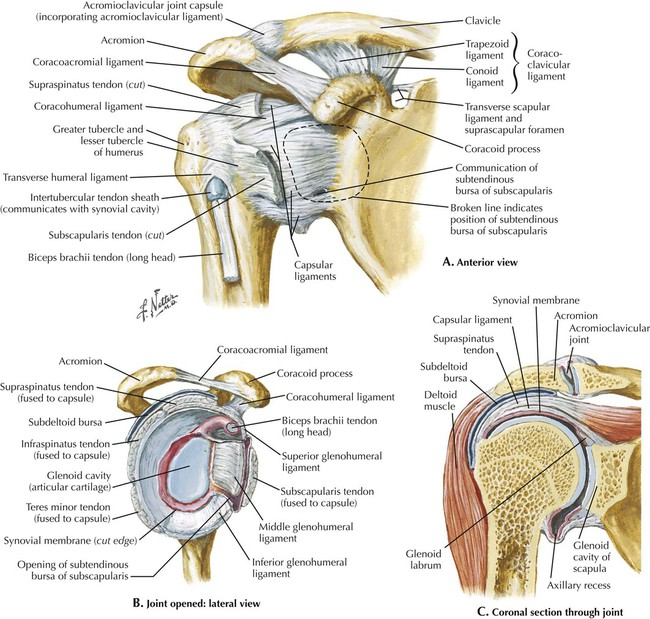 Acromioclavicular joint capsule
(incorporating acromioclavicular ligament)
Acromion
Coracoacromial ligament
Supraspinatus tendon (cut)
Coracohumeral ligament
Greater tubercle and
lesser tubercle
of humerus
Transverse humeral ligament
Intertubercular tendon sheath
(communicates with synovial cavity)
Subscapularis tendon (cut)
Biceps brachii tendon (long head)
Clavicle
Trapezoid
ligament
Conoid
ligament
Coraco-
clavicular
ligament
Transverse scapular
ligament and
suprascapular foramen
Coracoid process
Communication of
subtendinous
bursa of subscapularis
Broken line indicates
position of subtendinous
bursa of subscapularis
Capsular
ligaments
A. Anterior view
F. Netter
M.D.
Acromion
Supraspinatus tendon
(fused to capsule)
Subdeltoid bursa
Infraspinatus tendon
(fused to capsule)
Glenoid cavity
(articular cartilage)
Teres minor tendon
(fused to capsule)
Synovial membrane (cut edge)
Opening of subtendinous
bursa of subscapularis
Coracoacromial ligament
Coracoid process
Coracohumeral ligament
Biceps brachii tendon
(long head)
Superior glenohumeral
ligament
Subscapularis tendon
(fused to capsule)
Middle glenohumeral
ligament
Inferior glenohumeral
ligament
B. Joint opened: lateral view
Synovial membrane
Capsular ligament
Supraspinatus
tendon
Subdeltoid
bursa
Deltoid
muscle
Acromion
Acromioclavicular
joint
Glenoid
labrum
Axillary recess
Glenoid
cavity of
scapula
C. Coronal section through joint